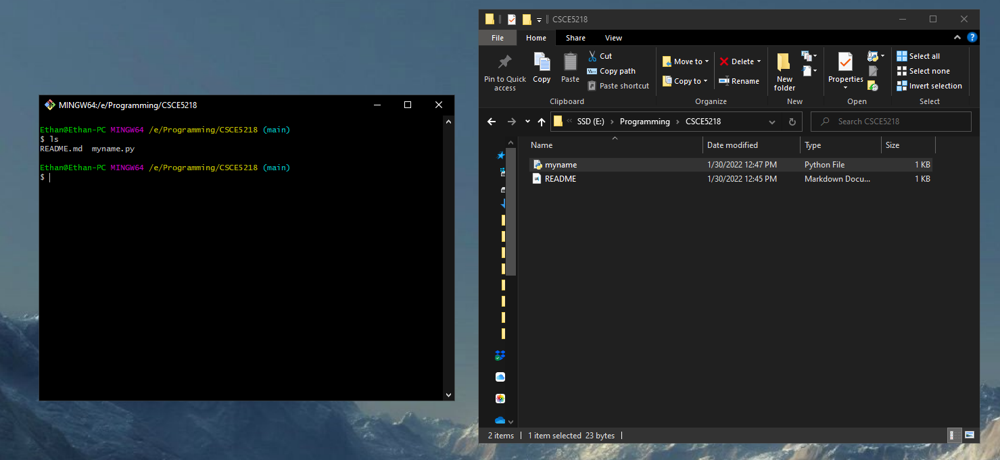 MINGW64:/e/Programming/CSCE5218
Ethan@Ethan-PC MINGW64 /e/Programming/CSCE5218 (main)
$ ls
README.md  myname.py
Ethan@Ethan-PC MINGW64 /e/Programming/CSCE5218 (main)
$
CSCE5218
File Home Share View
Pin to Quick access
Copy
Paste
Cut
Copy path
Paste shortcut
Clipboard
Move to
Copy to
Delete
Rename
Organize
New folder
New
Properties
Open
Select all
Select none
Invert selection
Select
« SSD (E:) › Programming › CSCE5218
Search CSCE5218
Name Date modified Type Size
myname 1/30/2022 12:47 PM Python File 1 KB
README 1/30/2022 12:45 PM Markdown Docu... 1 KB
2 items | 1 item selected 23 bytes |